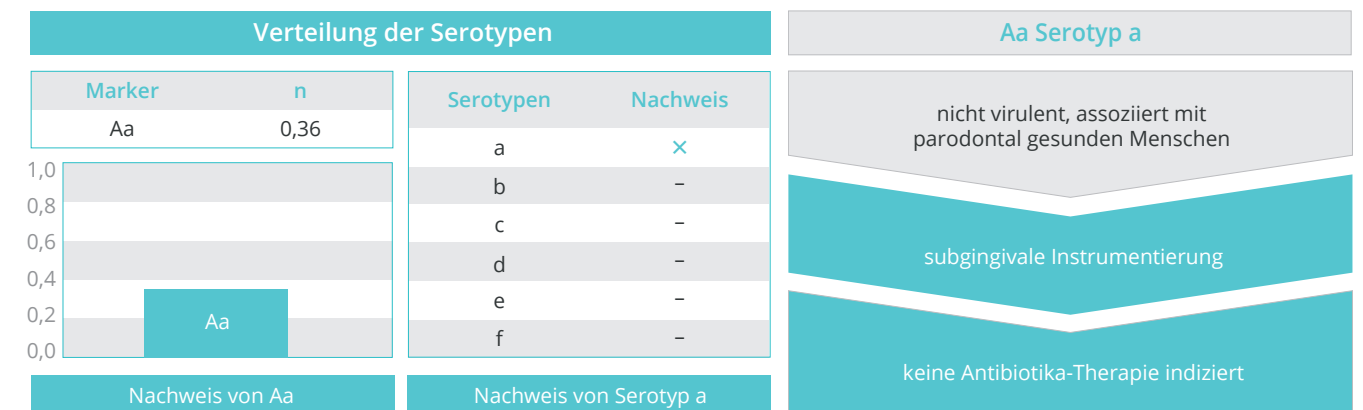 Verteilung der Serotypen
Marker n
Aa 0,36
1,0
0,8
0,6
0,4
0,2
0,0
Aa
Nachweis von Aa
Serotypen Nachweis
a ×
b –
c –
d –
e –
f –
Nachweis von Serotyp a
Aa Serotyp a
nicht virulent, assoziiert mit
parodontal gesunden Menschen
subgingivale Instrumentierung
keine Antibiotika-Therapie indiziert